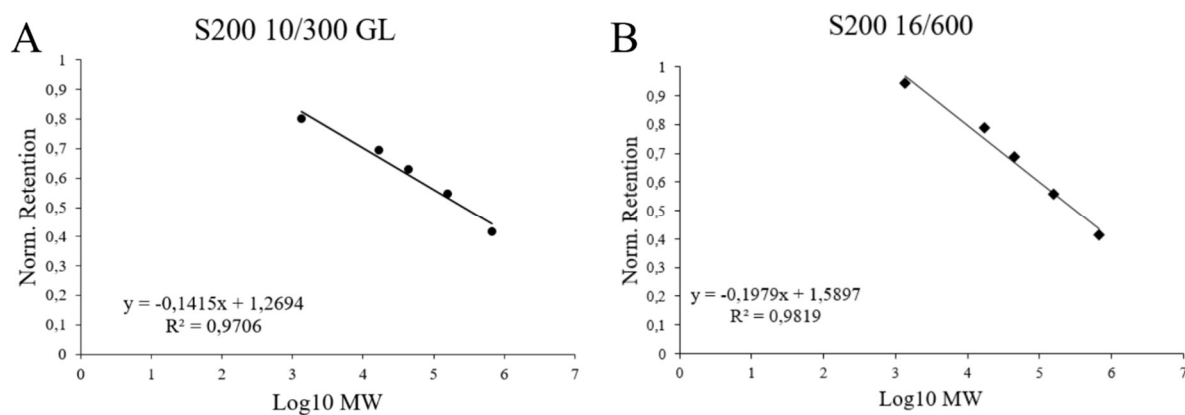 A
S200 10/300 GL
Norm. Retention
1
0,9
0,8
0,7
0,6
0,5
0,4
0,3
0,2
0,1
0
y = -0,1415x + 1,2694
R² = 0,9706
0 1 2 3 4 5 6 7
Log10 MW
B
S200 16/600
Norm. Retention
1
0,9
0,8
0,7
0,6
0,5
0,4
0,3
0,2
0,1
0
y = -0,1979x + 1,5897
R² = 0,9819
0 1 2 3 4 5 6 7
Log10 MW